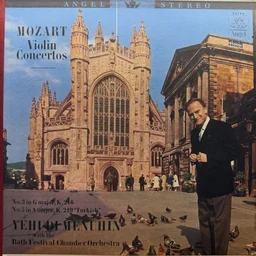 ANGEL STEREO
MOZART
Violin
Concertos
No.3 in G major, K. 216
No.5 in A major, K. 219 "Turkish"
YEHUDI MENUHIN
with the
Bath Festival Chamber Orchestra